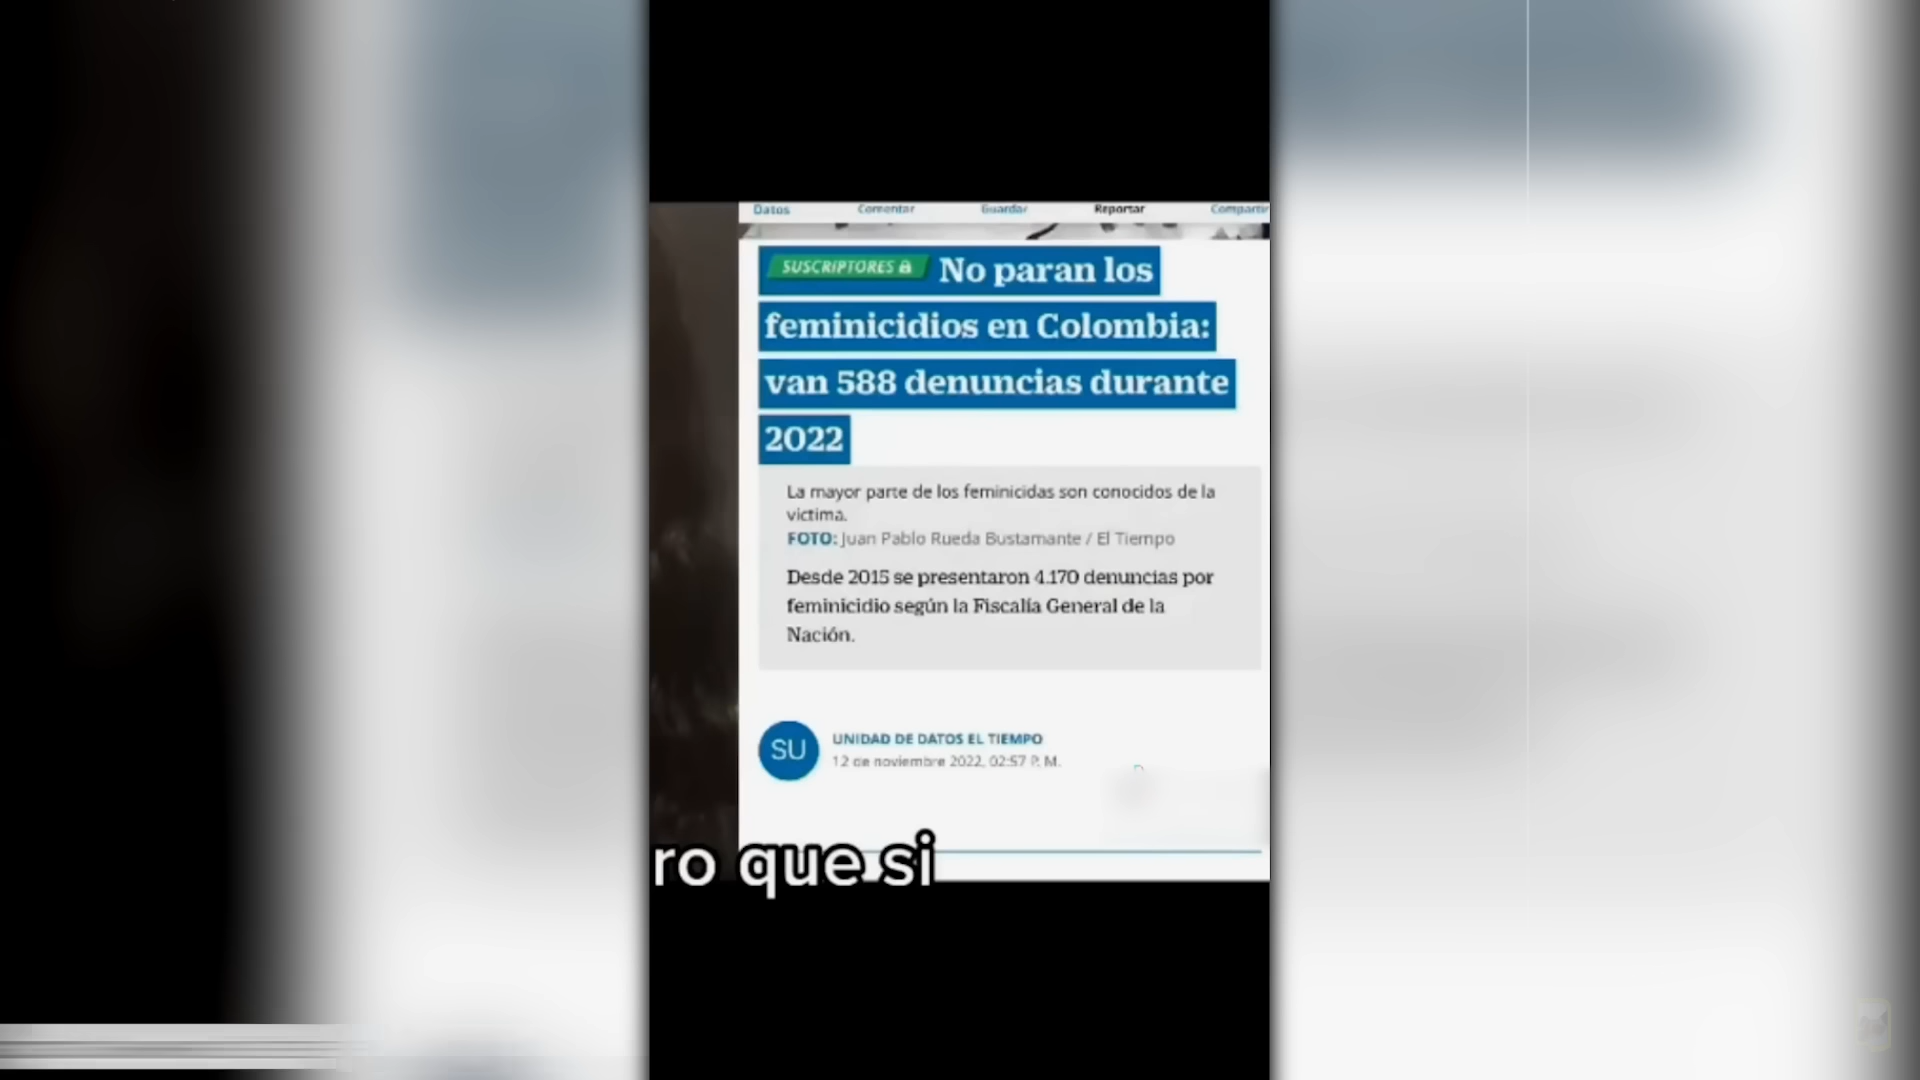 Datos Comentar Guardar Reportar Compartir
SUSCRIPTORES No paran los
feminicidios en Colombia:
van 588 denuncias durante
2022
La mayor parte de los feminicidas son conocidos de la
víctima.
FOTO: Juan Pablo Rueda Bustamante / El Tiempo
Desde 2015 se presentaron 4.170 denuncias por
feminicidio según la Fiscalía General de la
Nación.
SU
UNIDAD DE DATOS EL TIEMPO
12 de noviembre 2022, 02:57 P. M.
ro que si